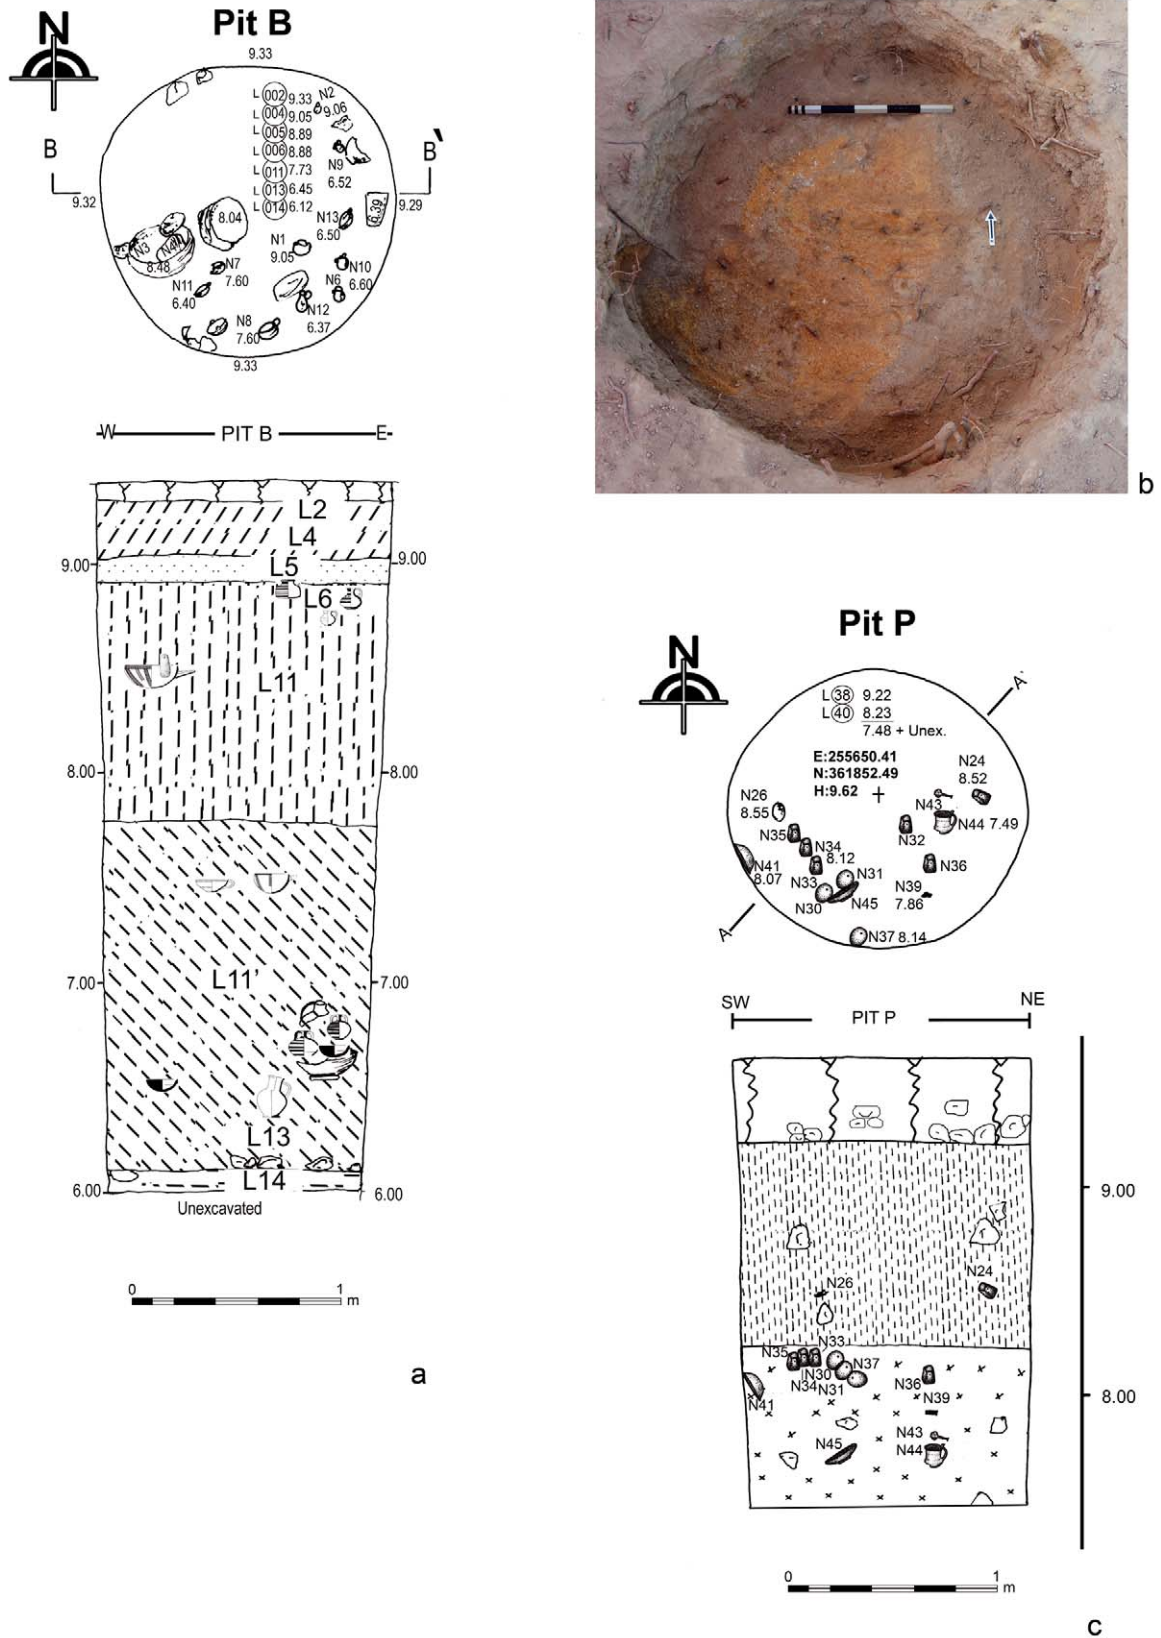 Pit B
N
9.33
L 002 9.33
N2
9.06
L 004 9.05
L 005 8.89
L 006 8.88
L 011 7.73
L 013 6.45
L 014 6.12
B
B`
N9
6.52
9.32
9.29
9.39
8.04
N13
6.50
N3
N4
8.48
N1
9.05
N7
7.60
N10
6.60
N11
6.40
N6
N12
6.37
N8
7.60
9.33
W PIT B E
L2
L4
9.00
9.00
L5
L6
L11
8.00
8.00
7.00
7.00
L11'
L13
L14
6.00
6.00
Unexcavated
0 1 m
a
b
Pit P
N
L 38 9.22
L 40 8.23
7.48 + Unex.
A'
E:255650.41
N:361852.49
H:9.62
N24
8.52
N26
8.55
N43
N44 7.49
N35
N32
N34
8.12
N36
N41
8.07
N31
N33
N39
7.86
N30
N45
N37 8.14
A
SW
NE
PIT P
9.00
N24
N26
N35
N33
N37
N30
N34
N31
N36
N41
N39
8.00
N43
N45
N44
0 1 m
c